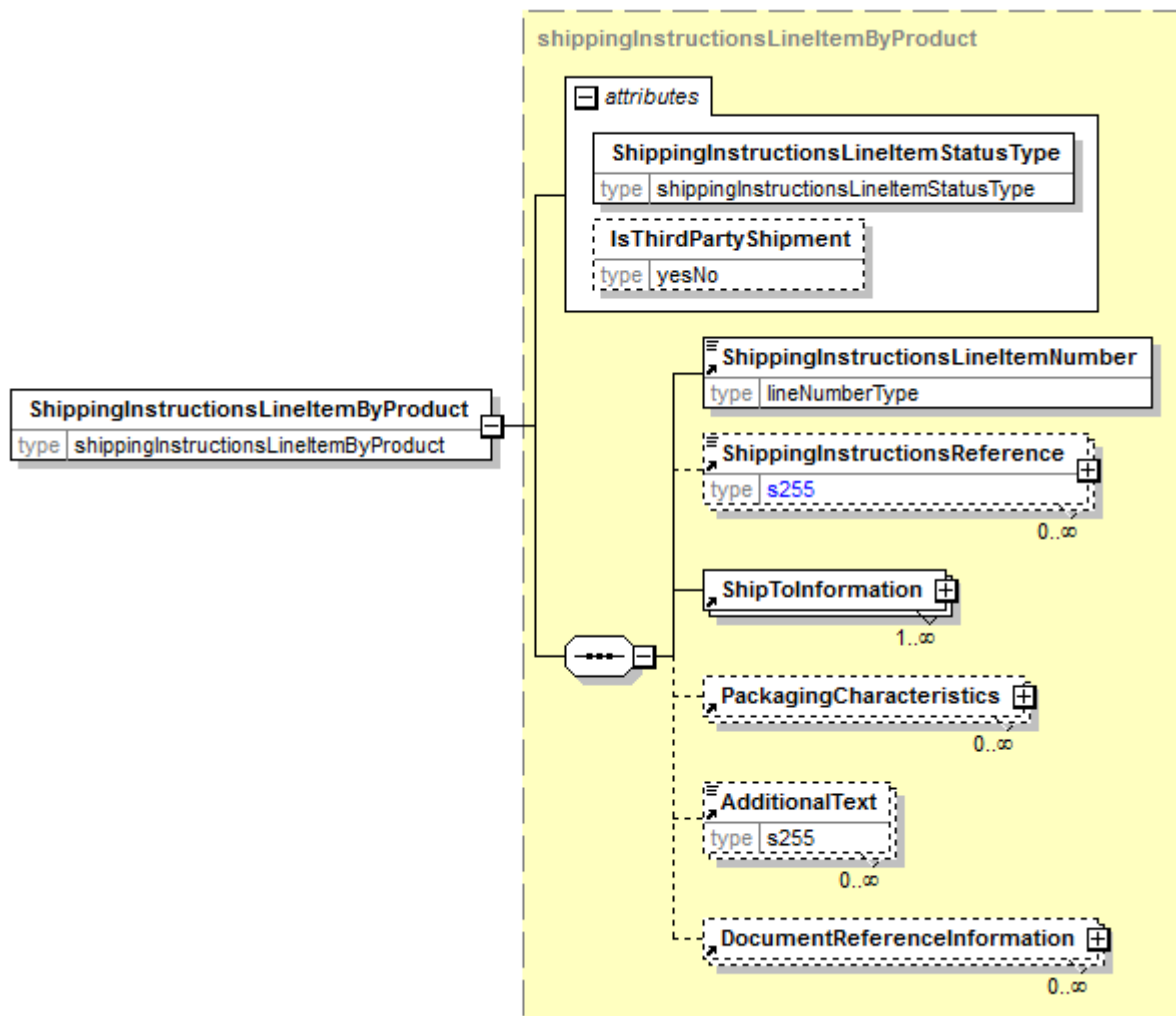 shippingInstructionsLineItemByProduct
attributes
ShippingInstructionsLineItemStatusType
type shippingInstructionsLineItemStatusType
IsThirdPartyShipment
type yesNo
ShippingInstructionsLineItemNumber
type lineNumberType
ShippingInstructionsLineItemByProduct
type shippingInstructionsLineItemByProduct
ShippingInstructionsReference
type s255
0..∞
ShipToInformation
1..∞
PackagingCharacteristics
0..∞
AdditionalText
type s255
0..∞
DocumentReferenceInformation
0..∞